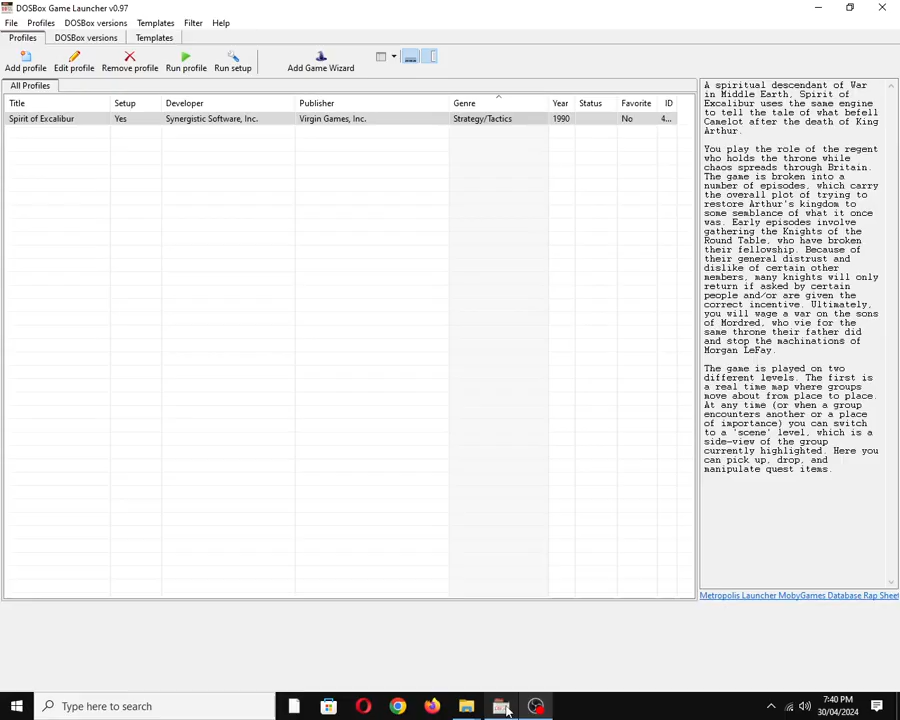 DOSBox Game Launcher v0.97
File Profiles DOSBox versions Templates Filter Help
Profiles DOSBox versions Templates
Add profile Edit profile Remove profile Run profile Run setup Add Game Wizard
All Profiles
Title Setup Developer Publisher Genre Year Status Favorite ID
Spirit of Excalibur Yes Synergistic Software, Inc. Virgin Games, Inc. Strategy/Tactics 1990 No 4...
A spiritual descendant of War
in Middle Earth, Spirit of
Excalibur uses the same engine
to tell the tale of what befell
Camelot after the death of King
Arthur.
You play the role of the regent
who holds the throne while
chaos spreads through Britain.
The game is broken into a
number of episodes, which carry
the overall plot of trying to
restore Arthur's kingdom to
some semblance of what it once
was. Early episodes involve
gathering the Knights of the
Round Table, who have broken
their fellowship. Because of
their general distrust and
dislike of certain other
members, many knights will only
return if asked by certain
people and/or are given the
correct incentive. Ultimately,
you will wage a war on the sons
of Mordred, who vie for the
same throne their father did
and stop the machinations of
Morgan LeFay.
The game is played on two
different levels. The first is
a real time map where groups
move about from place to place.
At any time (or when a group
encounters another or a place
of importance) you can switch
to a 'scene' level, which is a
side-view of the group
currently highlighted. Here you
can pick up, drop, and
manipulate quest items.
Metropolis Launcher MobyGames Database Rap Sheet
Type here to search
7:40 PM
30/04/2024